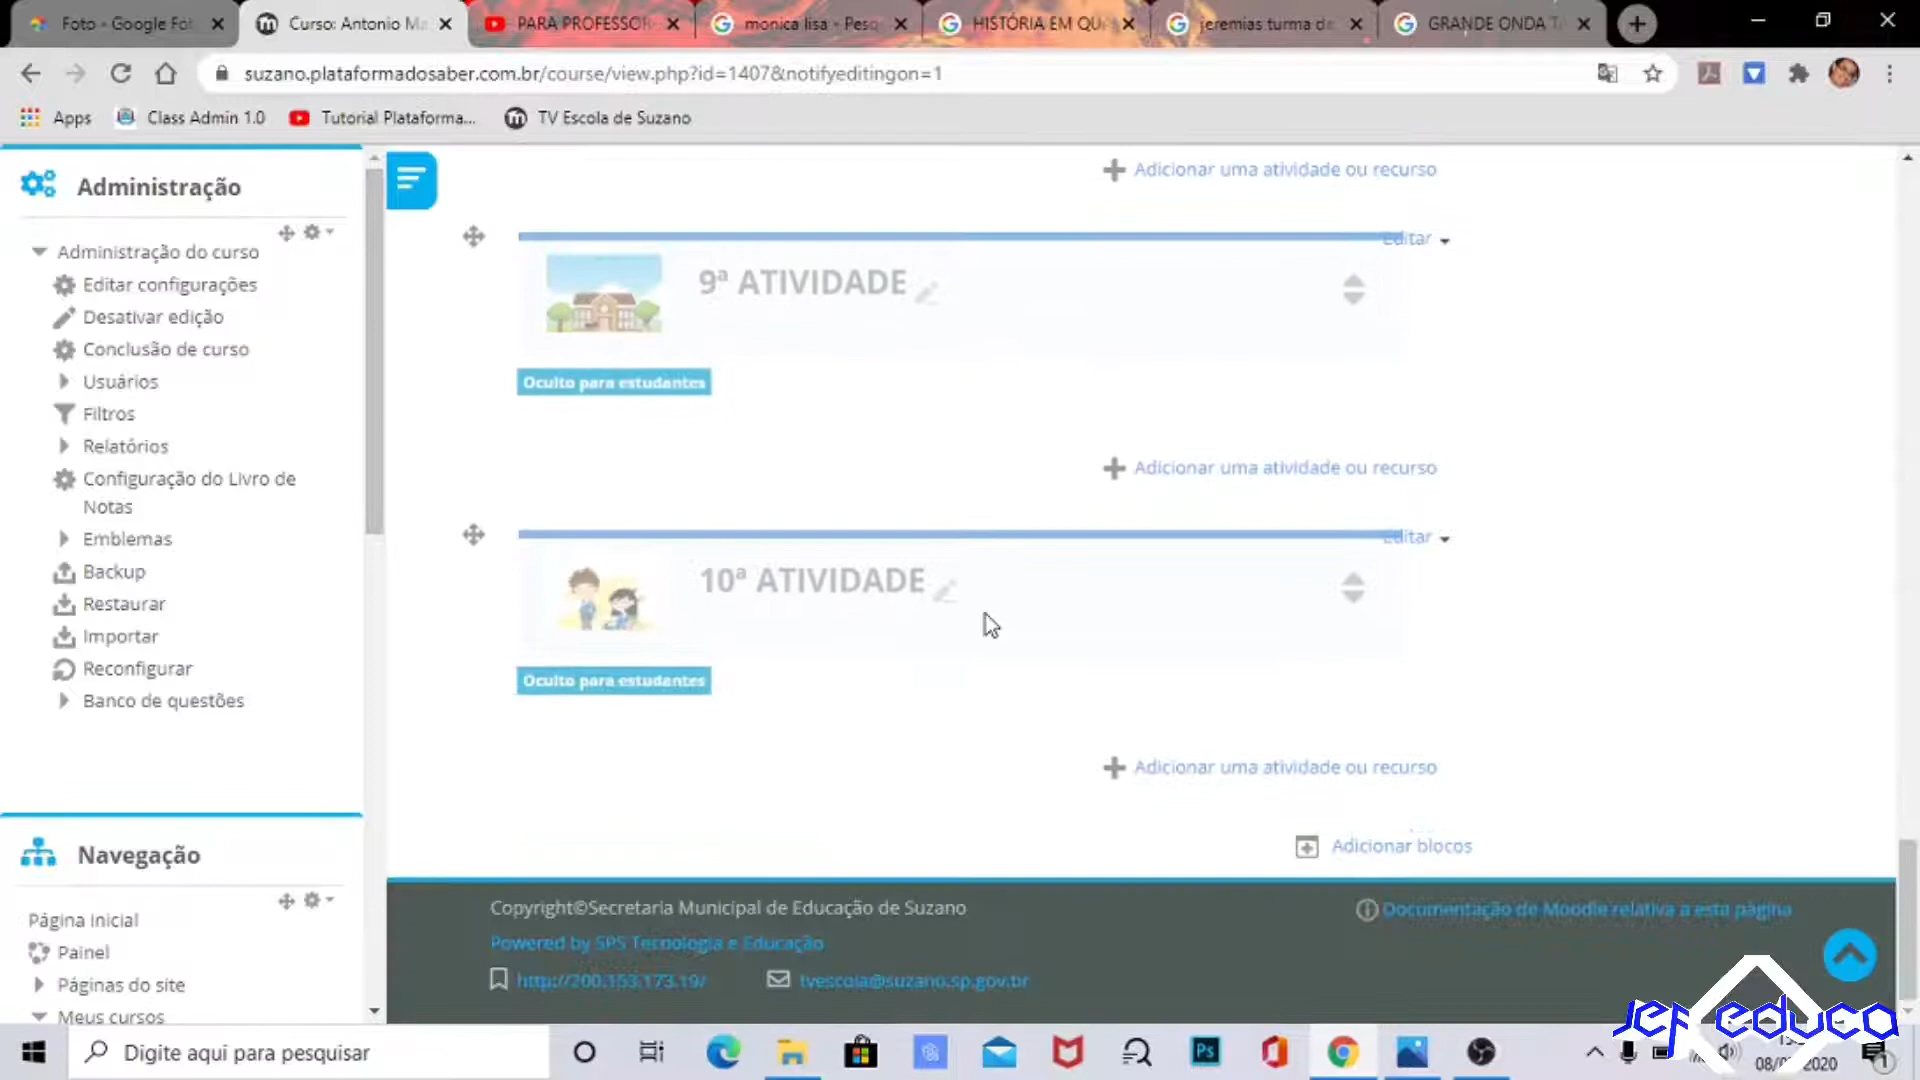 Foto - Google Fot
Curso: Antonio Ma
PARA PROFESSOR
monica lisa - Pesq
HISTÓRIA EM QU
jeremias turma da
GRANDE ONDA T
suzano.plataformadosaber.com.br/course/view.php?id=1407&notifyeditingon=1
Apps
Class Admin 1.0
Tutorial Plataforma...
TV Escola de Suzano
Administração
Administração do curso
Editar configurações
Desativar edição
Conclusão de curso
Usuários
Filtros
Relatórios
Configuração do Livro de
Notas
Emblemas
Backup
Restaurar
Importar
Reconfigurar
Banco de questões
Navegação
Página inicial
Painel
Páginas do site
Meus cursos
Adicionar uma atividade ou recurso
Editar
9ª ATIVIDADE
Oculto para estudantes
Adicionar uma atividade ou recurso
Editar
10ª ATIVIDADE
Oculto para estudantes
Adicionar uma atividade ou recurso
Adicionar blocos
Copyright©Secretaria Municipal de Educação de Suzano
Documentação de Moodle relativa a esta página
Powered by SPS Tecnologia e Educação
http://200.153.173.19/
tvescola@suzano.sp.gov.br
Jef educa
Digite aqui para pesquisar
Ps
1